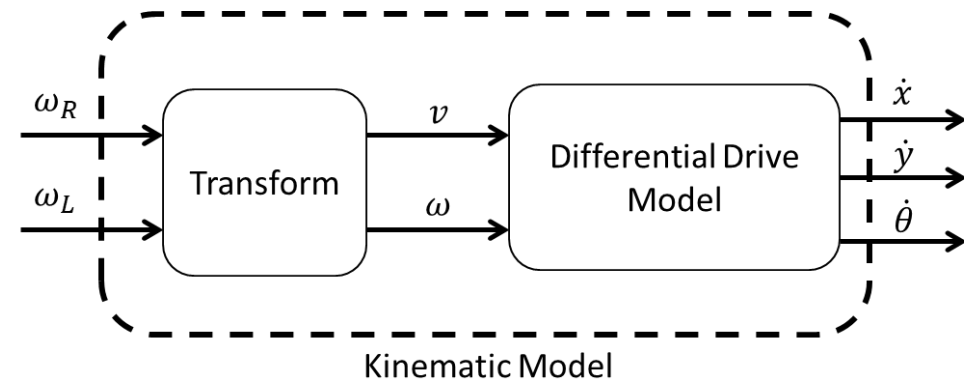 ω_R
v
ẋ
Transform
Differential Drive
Model
ẏ
ω_L
ω
θ̇
Kinematic Model